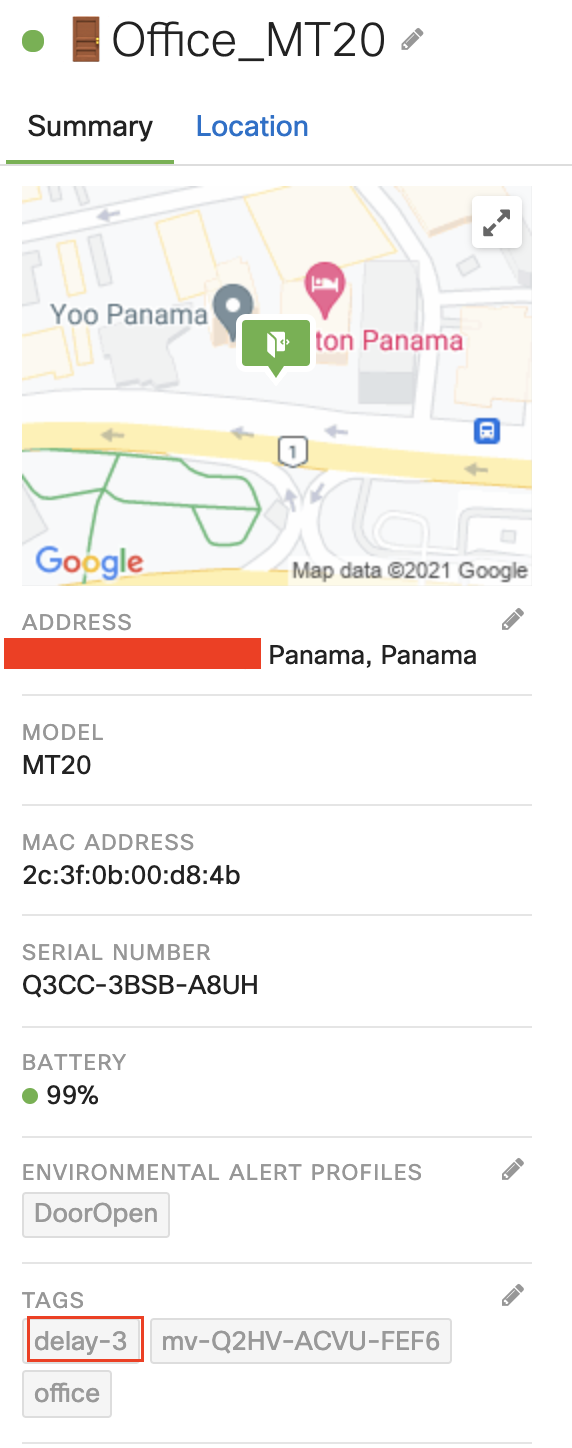 Office_MT20
Summary Location
Yoo Panama
ton Panama
1
Google
Map data ©2021 Google
ADDRESS
Panama, Panama
MODEL
MT20
MAC ADDRESS
2c:3f:0b:00:d8:4b
SERIAL NUMBER
Q3CC-3BSB-A8UH
BATTERY
99%
ENVIRONMENTAL ALERT PROFILES
DoorOpen
TAGS
delay-3 mv-Q2HV-ACVU-FEF6
office